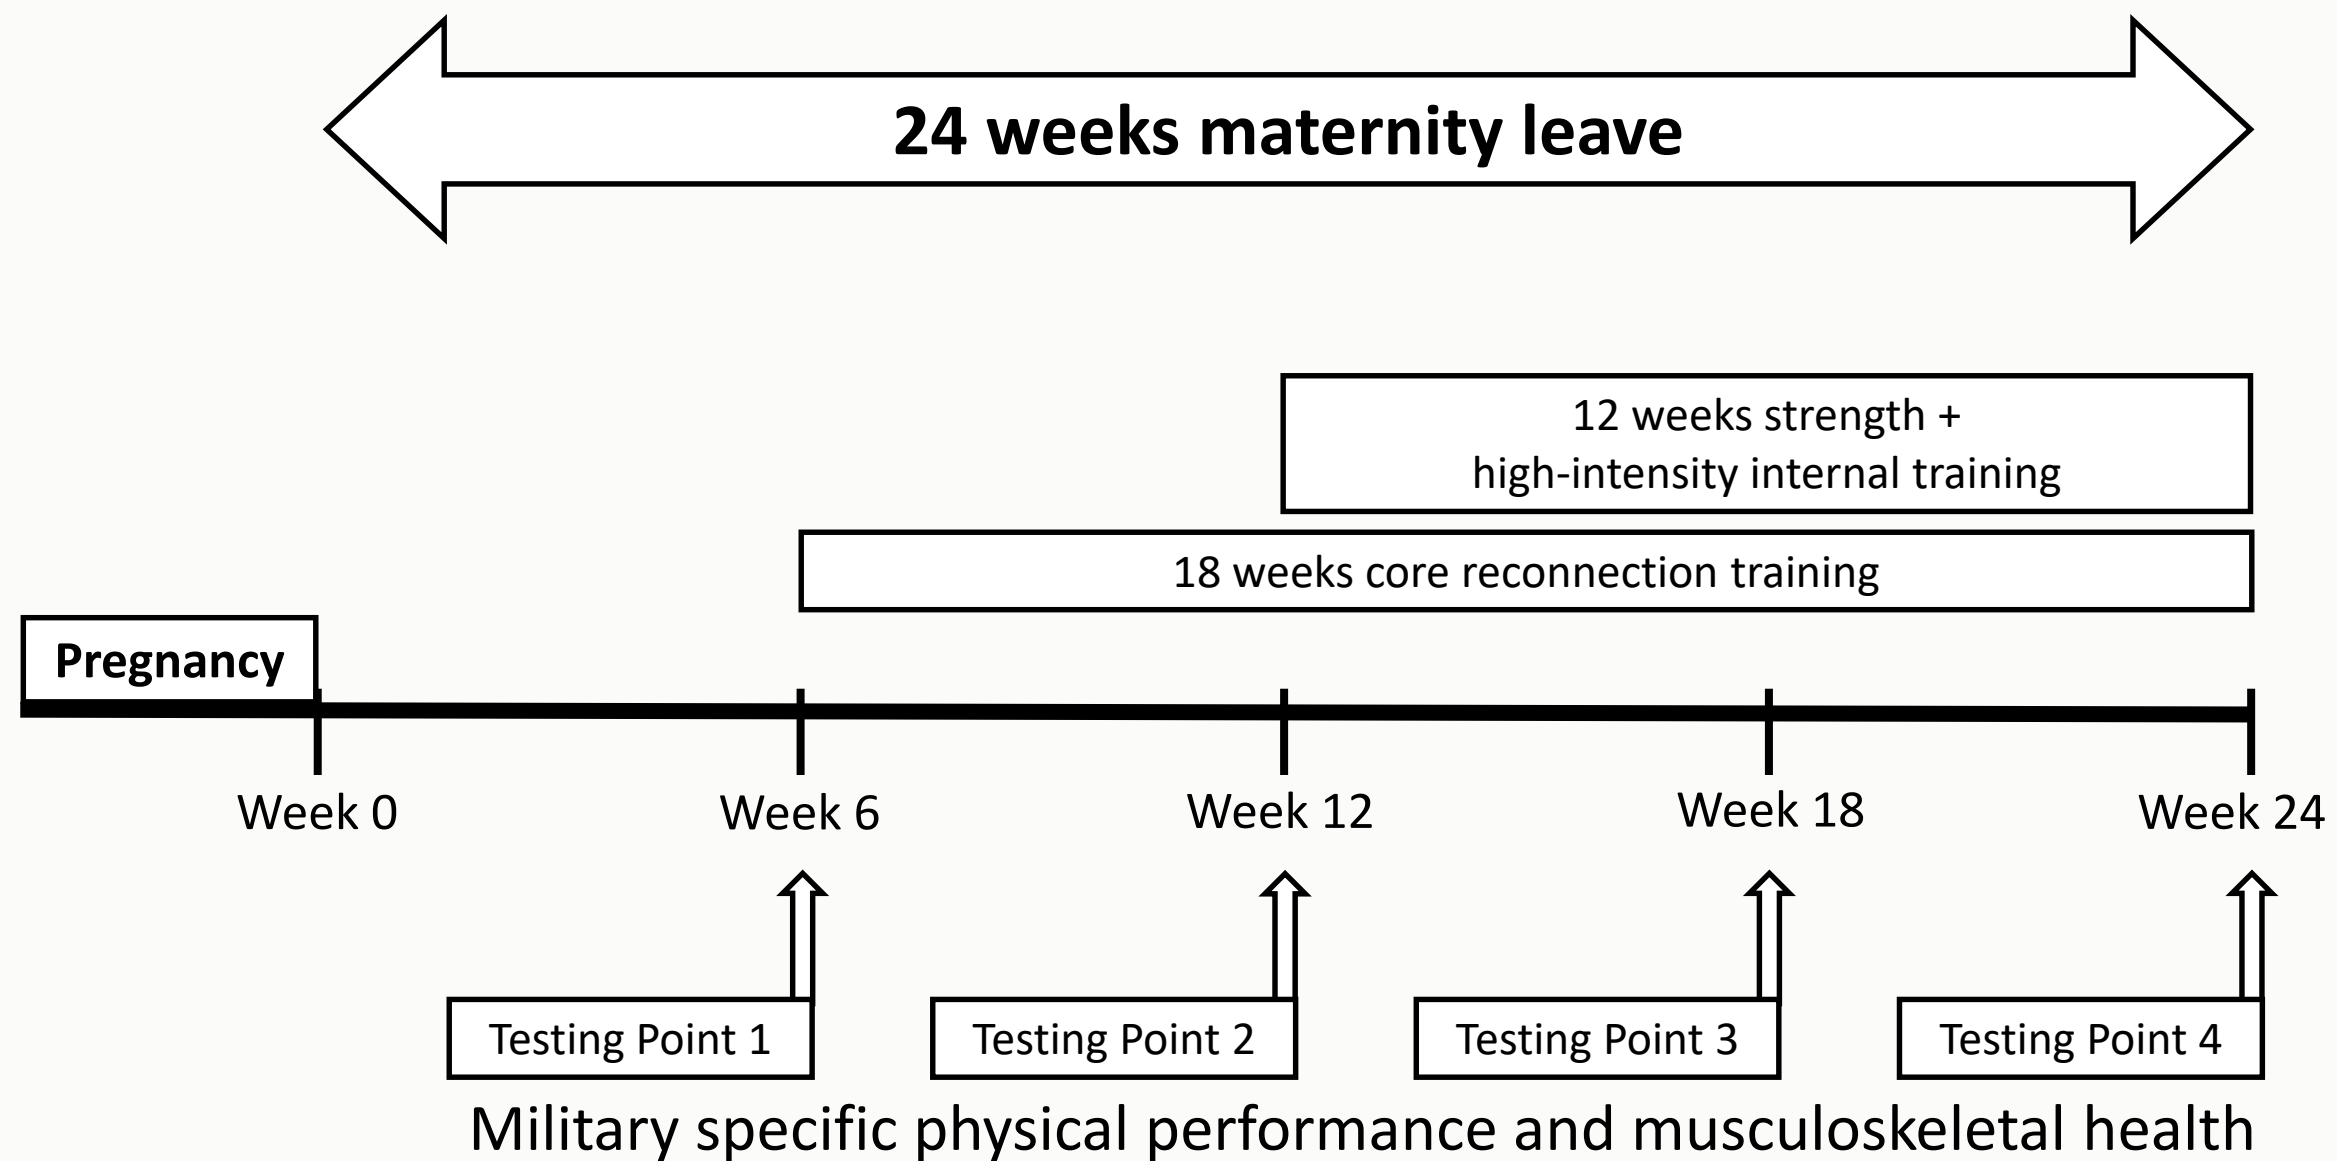 24 weeks maternity leave
12 weeks strength +
high-intensity internal training
18 weeks core reconnection training
Pregnancy
Week 0
Week 6
Week 12
Week 18
Week 24
Testing Point 1
Testing Point 2
Testing Point 3
Testing Point 4
Military specific physical performance and musculoskeletal health